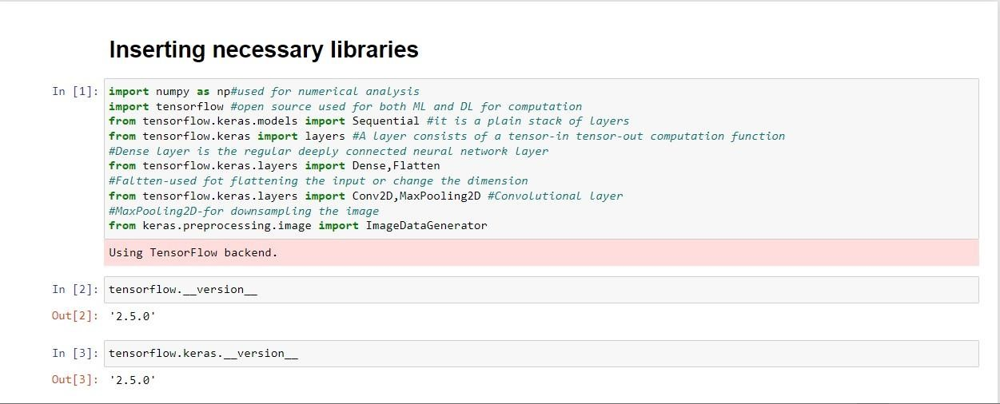 Inserting necessary libraries
In [1]: import numpy as np#used for numerical analysis
import tensorflow #open source used for both ML and DL for computation
from tensorflow.keras.models import Sequential #it is a plain stack of layers
from tensorflow.keras import layers #A layer consists of a tensor-in tensor-out computation function
#Dense layer is the regular deeply connected neural network layer
from tensorflow.keras.layers import Dense,Flatten
#Faltten-used fot flattening the input or change the dimension
from tensorflow.keras.layers import Conv2D,MaxPooling2D #Convolutional layer
#MaxPooling2D-for downsampling the image
from keras.preprocessing.image import ImageDataGenerator
Using TensorFlow backend.
In [2]: tensorflow.__version__
Out[2]: '2.5.0'
In [3]: tensorflow.keras.__version__
Out[3]: '2.5.0'